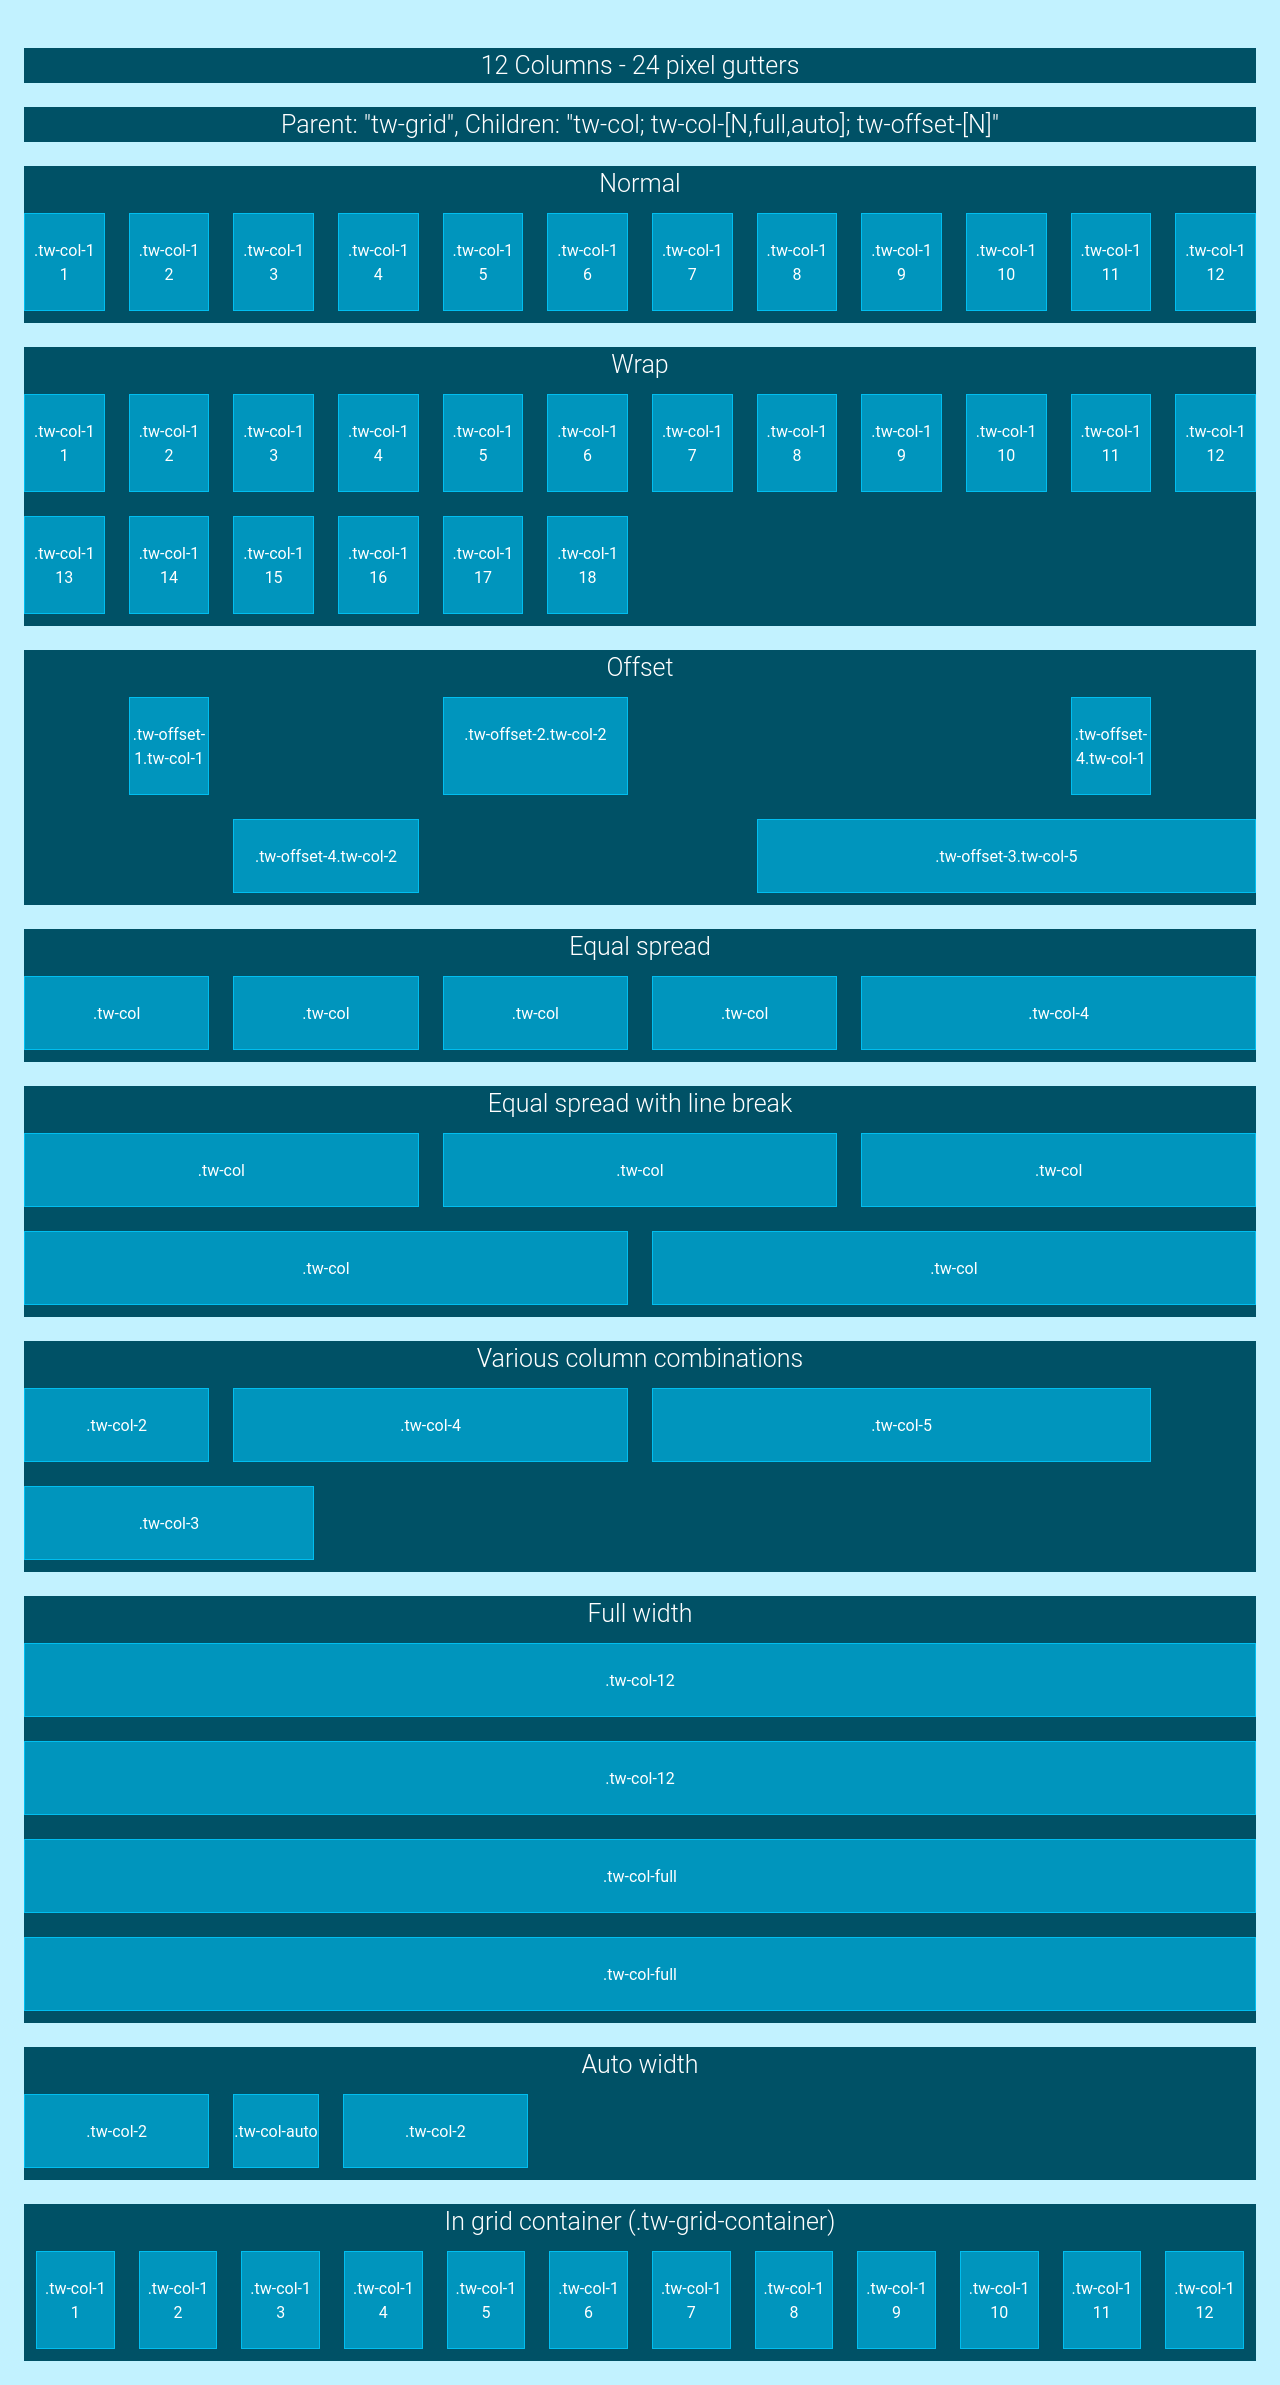 12 Columns - 24 pixel gutters
Parent: "tw-grid", Children: "tw-col; tw-col-[N,full,auto]; tw-offset-[N]"
Normal
.tw-col-1 .tw-col-1 .tw-col-1 .tw-col-1 .tw-col-1 .tw-col-1 .tw-col-1 .tw-col-1 .tw-col-1 .tw-col-1 .tw-col-1 .tw-col-1
1 2 3 4 5 6 7 8 9 10 11 12
Wrap
.tw-col-1 .tw-col-1 .tw-col-1 .tw-col-1 .tw-col-1 .tw-col-1 .tw-col-1 .tw-col-1 .tw-col-1 .tw-col-1 .tw-col-1 .tw-col-1
1 2 3 4 5 6 7 8 9 10 11 12
.tw-col-1 .tw-col-1 .tw-col-1 .tw-col-1 .tw-col-1 .tw-col-1
13 14 15 16 17 18
Offset
.tw-offset- .tw-offset-2.tw-col-2 .tw-offset-
1.tw-col-1 4.tw-col-1
.tw-offset-4.tw-col-2 .tw-offset-3.tw-col-5
Equal spread
.tw-col .tw-col .tw-col .tw-col .tw-col-4
Equal spread with line break
.tw-col .tw-col .tw-col
.tw-col .tw-col
Various column combinations
.tw-col-2 .tw-col-4 .tw-col-5
.tw-col-3
Full width
.tw-col-12
.tw-col-12
.tw-col-full
.tw-col-full
Auto width
.tw-col-2 .tw-col-auto .tw-col-2
In grid container (.tw-grid-container)
.tw-col-1 .tw-col-1 .tw-col-1 .tw-col-1 .tw-col-1 .tw-col-1 .tw-col-1 .tw-col-1 .tw-col-1 .tw-col-1 .tw-col-1 .tw-col-1
1 2 3 4 5 6 7 8 9 10 11 12